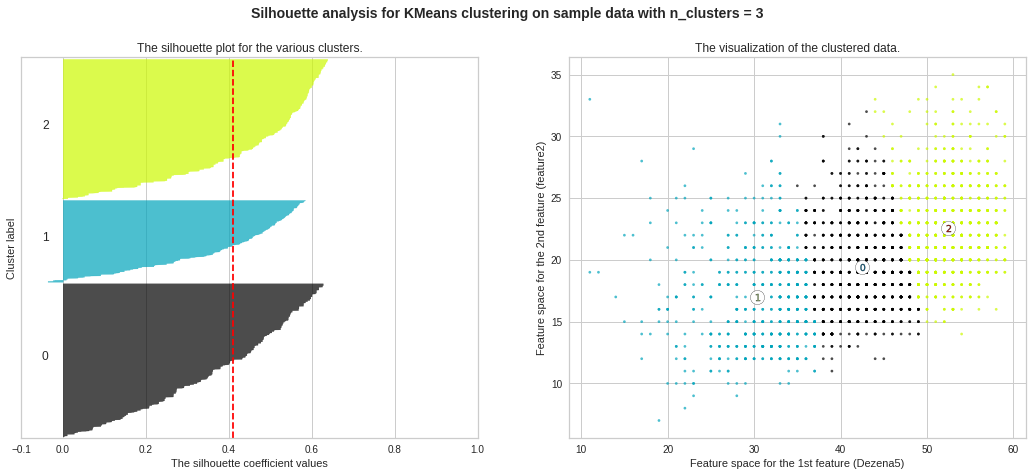 Silhouette analysis for KMeans clustering on sample data with n_clusters = 3
The silhouette plot for the various clusters.
Cluster label
2
1
0
-0.1 0.0 0.2 0.4 0.6 0.8 1.0
The silhouette coefficient values
The visualization of the clustered data.
Feature space for the 2nd feature (feature2)
35
30
25
20
15
10
2
0
1
10 20 30 40 50 60
Feature space for the 1st feature (Dezena5)